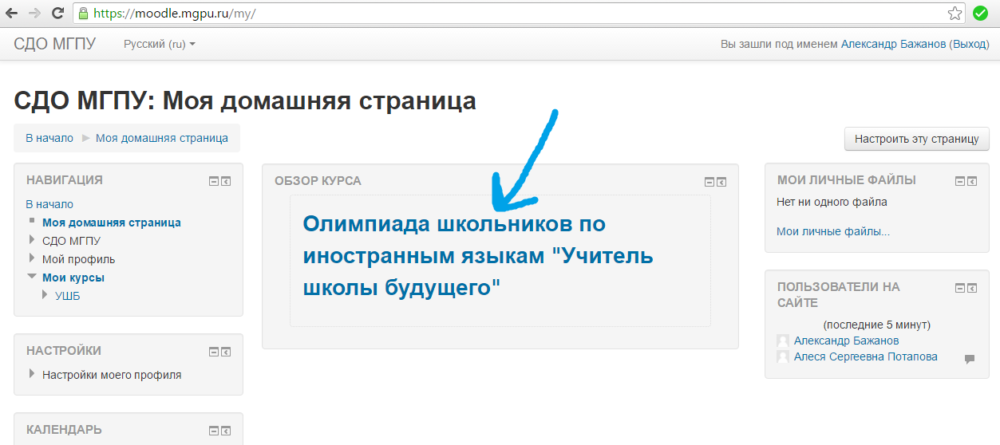 https://moodle.mgpu.ru/my/
СДО МГПУ Русский (ru) Вы зашли под именем Александр Бажанов (Выход)
СДО МГПУ: Моя домашняя страница
В начало Моя домашняя страница
Настроить эту страницу
НАВИГАЦИЯ
В начало
Моя домашняя страница
СДО МГПУ
Мой профиль
Мои курсы
УШБ
НАСТРОЙКИ
Настройки моего профиля
КАЛЕНДАРЬ
ОБЗОР КУРСА
Олимпиада школьников по
иностранным языкам "Учитель
школы будущего"
МОИ ЛИЧНЫЕ ФАЙЛЫ
Нет ни одного файла
Мои личные файлы...
ПОЛЬЗОВАТЕЛИ НА
САЙТЕ
(последние 5 минут)
Александр Бажанов
Алеся Сергеевна Потапова